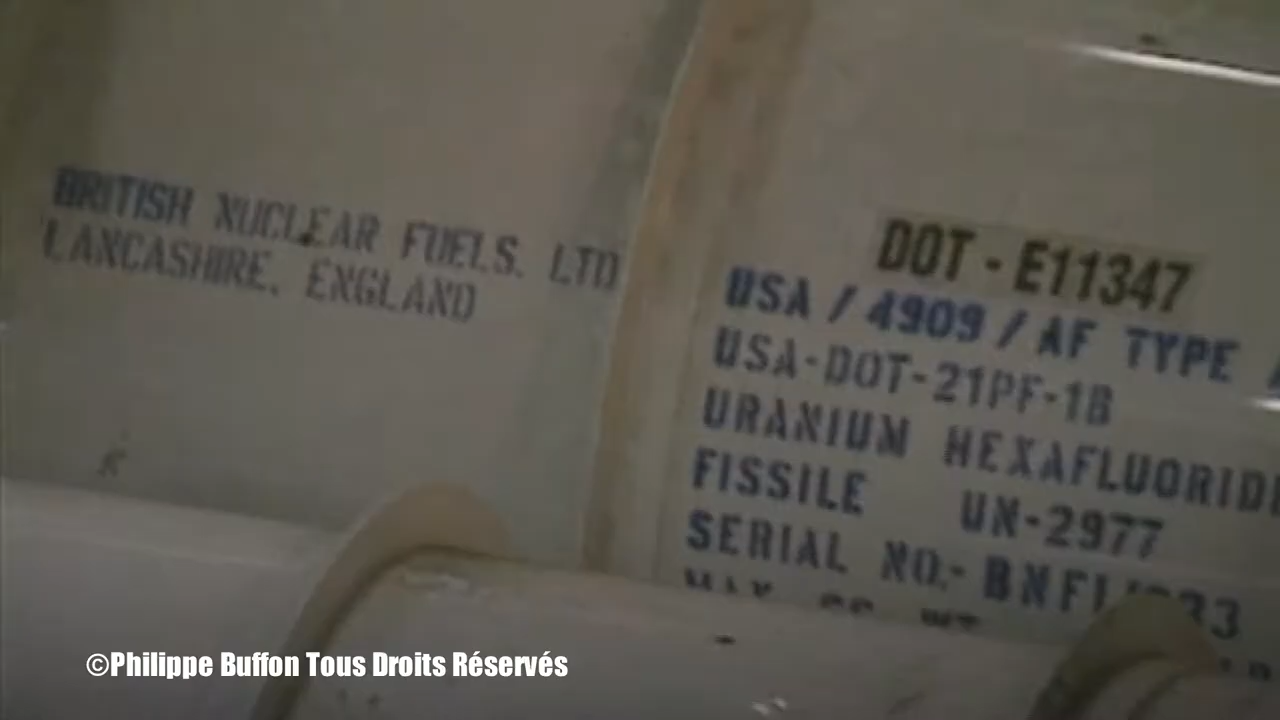 BRITISH NUCLEAR FUELS, LTD
LANCASHIRE, ENGLAND
DOT - E11347
USA / 4909 / AF TYPE
USA-DOT-21PF-1B
URANIUM HEXAFLUORIDE
FISSILE UN-2977
SERIAL NO.-
©Philippe Buffon Tous Droits Réservés